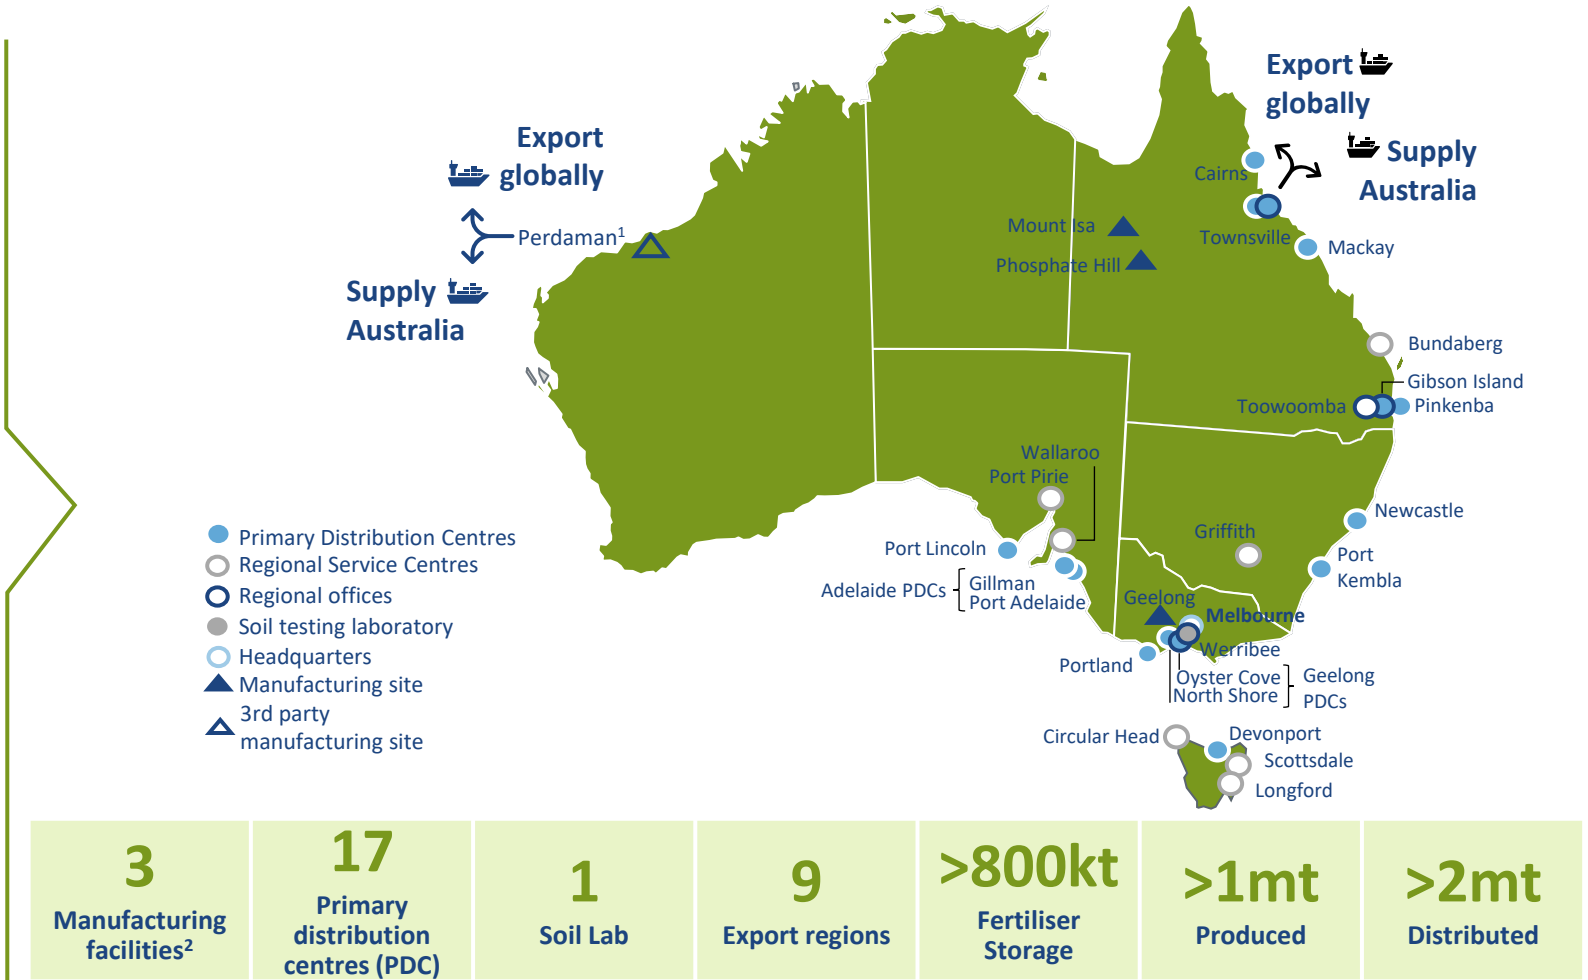 Export
globally
Supply
Australia
Export
globally
Perdaman1
Supply
Australia
Cairns
Townsville
Mackay
Mount Isa
Phosphate Hill
Bundaberg
Gibson Island
Toowoomba
Pinkenba
Wallaroo
Port Pirie
Newcastle
Griffith
Port
Kembla
Port Lincoln
Adelaide PDCs
Gillman
Port Adelaide
Geelong
Melbourne
Werribee
Portland
Oyster Cove
North Shore
Geelong
PDCs
Circular Head
Devonport
Scottsdale
Longford
Primary Distribution Centres
Regional Service Centres
Regional offices
Soil testing laboratory
Headquarters
Manufacturing site
3rd party
manufacturing site
3
Manufacturing
facilities2
17
Primary
distribution
centres (PDC)
1
Soil Lab
9
Export regions
>800kt
Fertiliser
Storage
>1mt
Produced
>2mt
Distributed